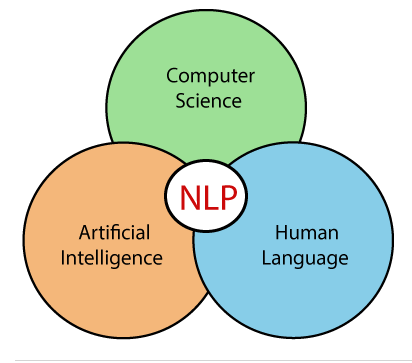 Computer
Science
NLP
Artificial
Intelligence
Human
Language